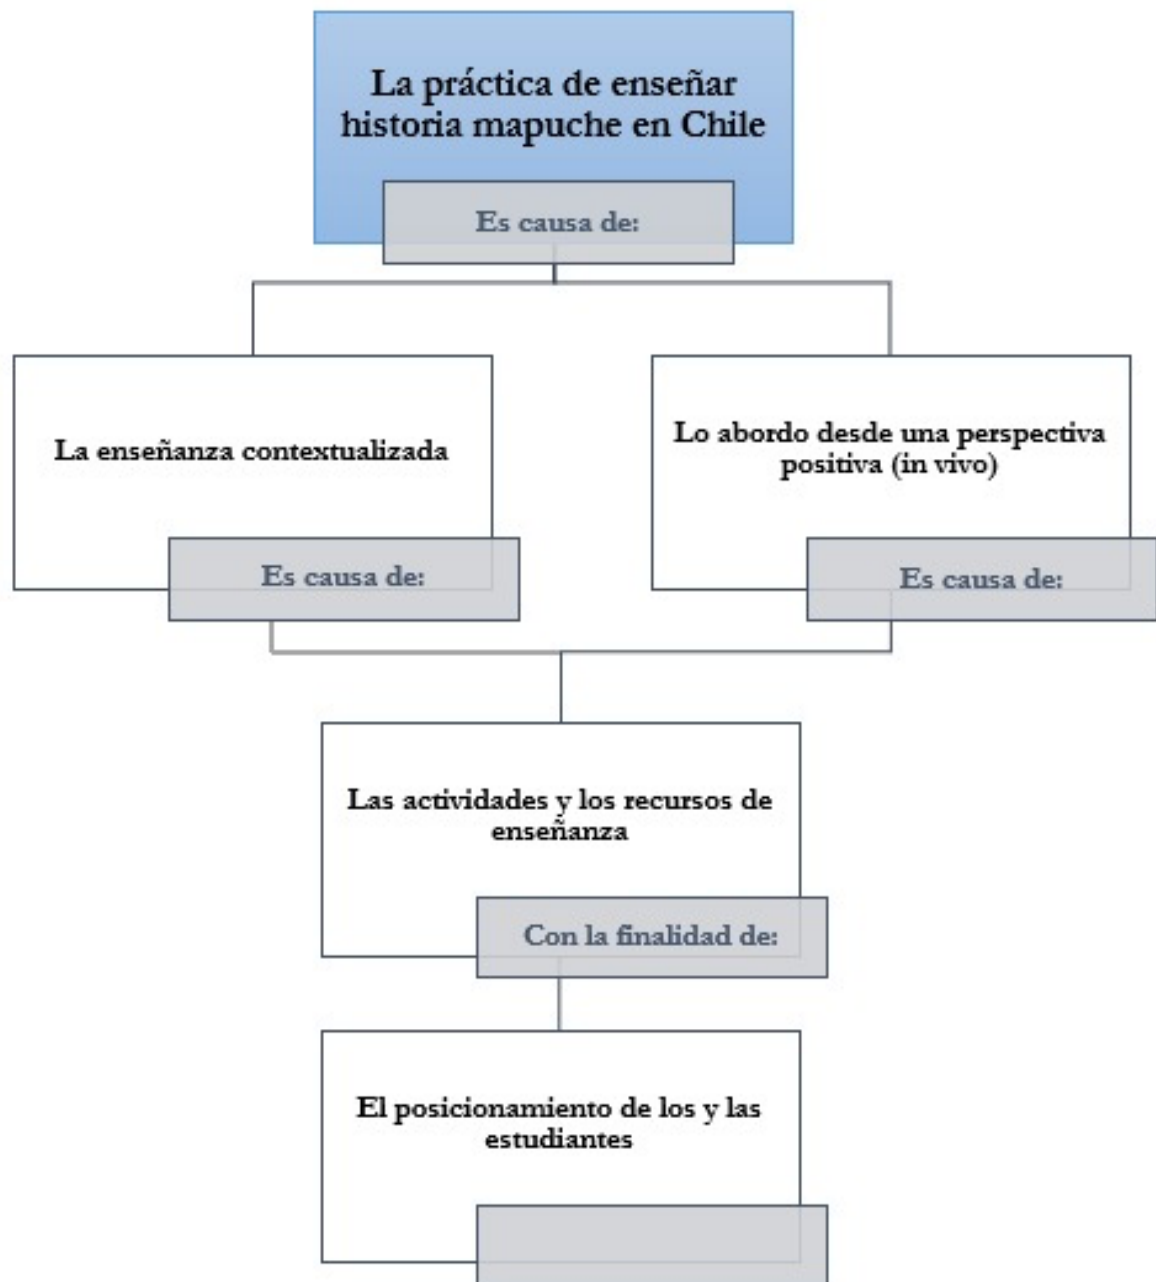 La práctica de enseñar
historia mapuche en Chile
Es causa de:
La enseñanza contextualizada
Es causa de:
Lo abordo desde una perspectiva
positiva (in vivo)
Es causa de:
Las actividades y los recursos de
enseñanza
Con la finalidad de:
El posicionamiento de los y las
estudiantes